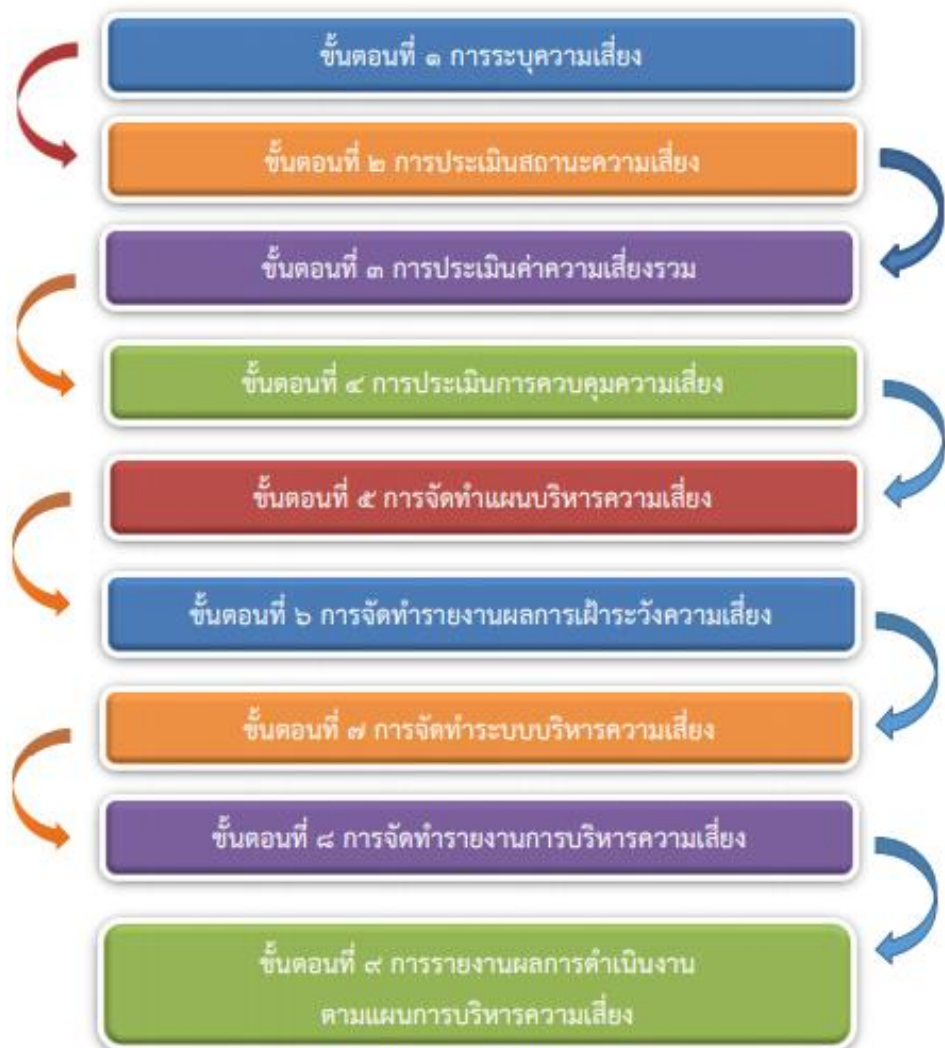 ขั้นตอนที่ ๑ การระบุความเสี่ยง
ขั้นตอนที่ ๒ การประเมินสถานะความเสี่ยง
ขั้นตอนที่ ๓ การประเมินค่าความเสี่ยงรวม
ขั้นตอนที่ ๔ การประเมินการควบคุมความเสี่ยง
ขั้นตอนที่ ๕ การจัดทำแผนบริหารความเสี่ยง
ขั้นตอนที่ ๖ การจัดทำรายงานผลการเฝ้าระวังความเสี่ยง
ขั้นตอนที่ ๗ การจัดทำระบบบริหารความเสี่ยง
ขั้นตอนที่ ๘ การจัดทำรายงานการบริหารความเสี่ยง
ขั้นตอนที่ ๙ การรายงานผลการดำเนินงาน
ตามแผนการบริหารความเสี่ยง